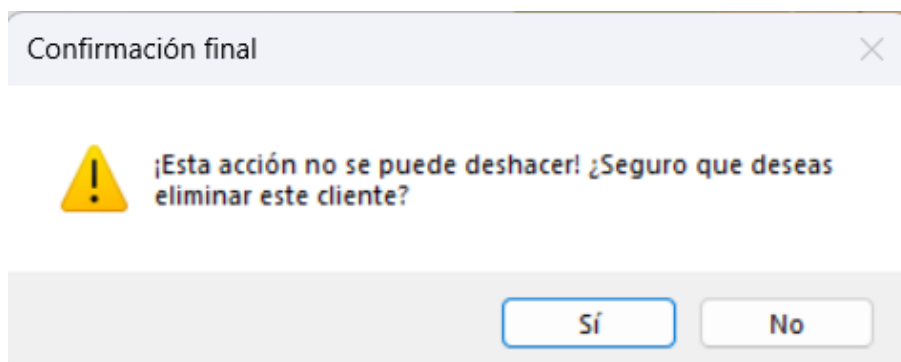 Confirmación final
¡Esta acción no se puede deshacer! ¿Seguro que deseas
eliminar este cliente?
Sí
No